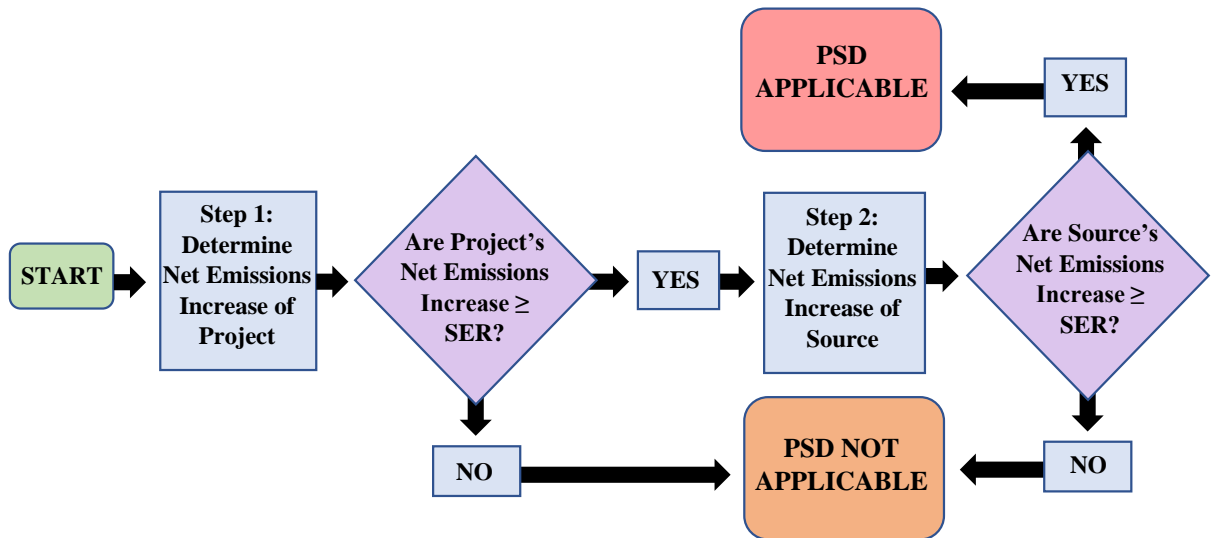 START
Step 1:
Determine
Net Emissions
Increase of
Project
Are Project's
Net Emissions
Increase ≥
SER?
YES
NO
Step 2:
Determine
Net Emissions
Increase of
Source
Are Source's
Net Emissions
Increase ≥
SER?
YES
PSD
APPLICABLE
NO
PSD NOT
APPLICABLE